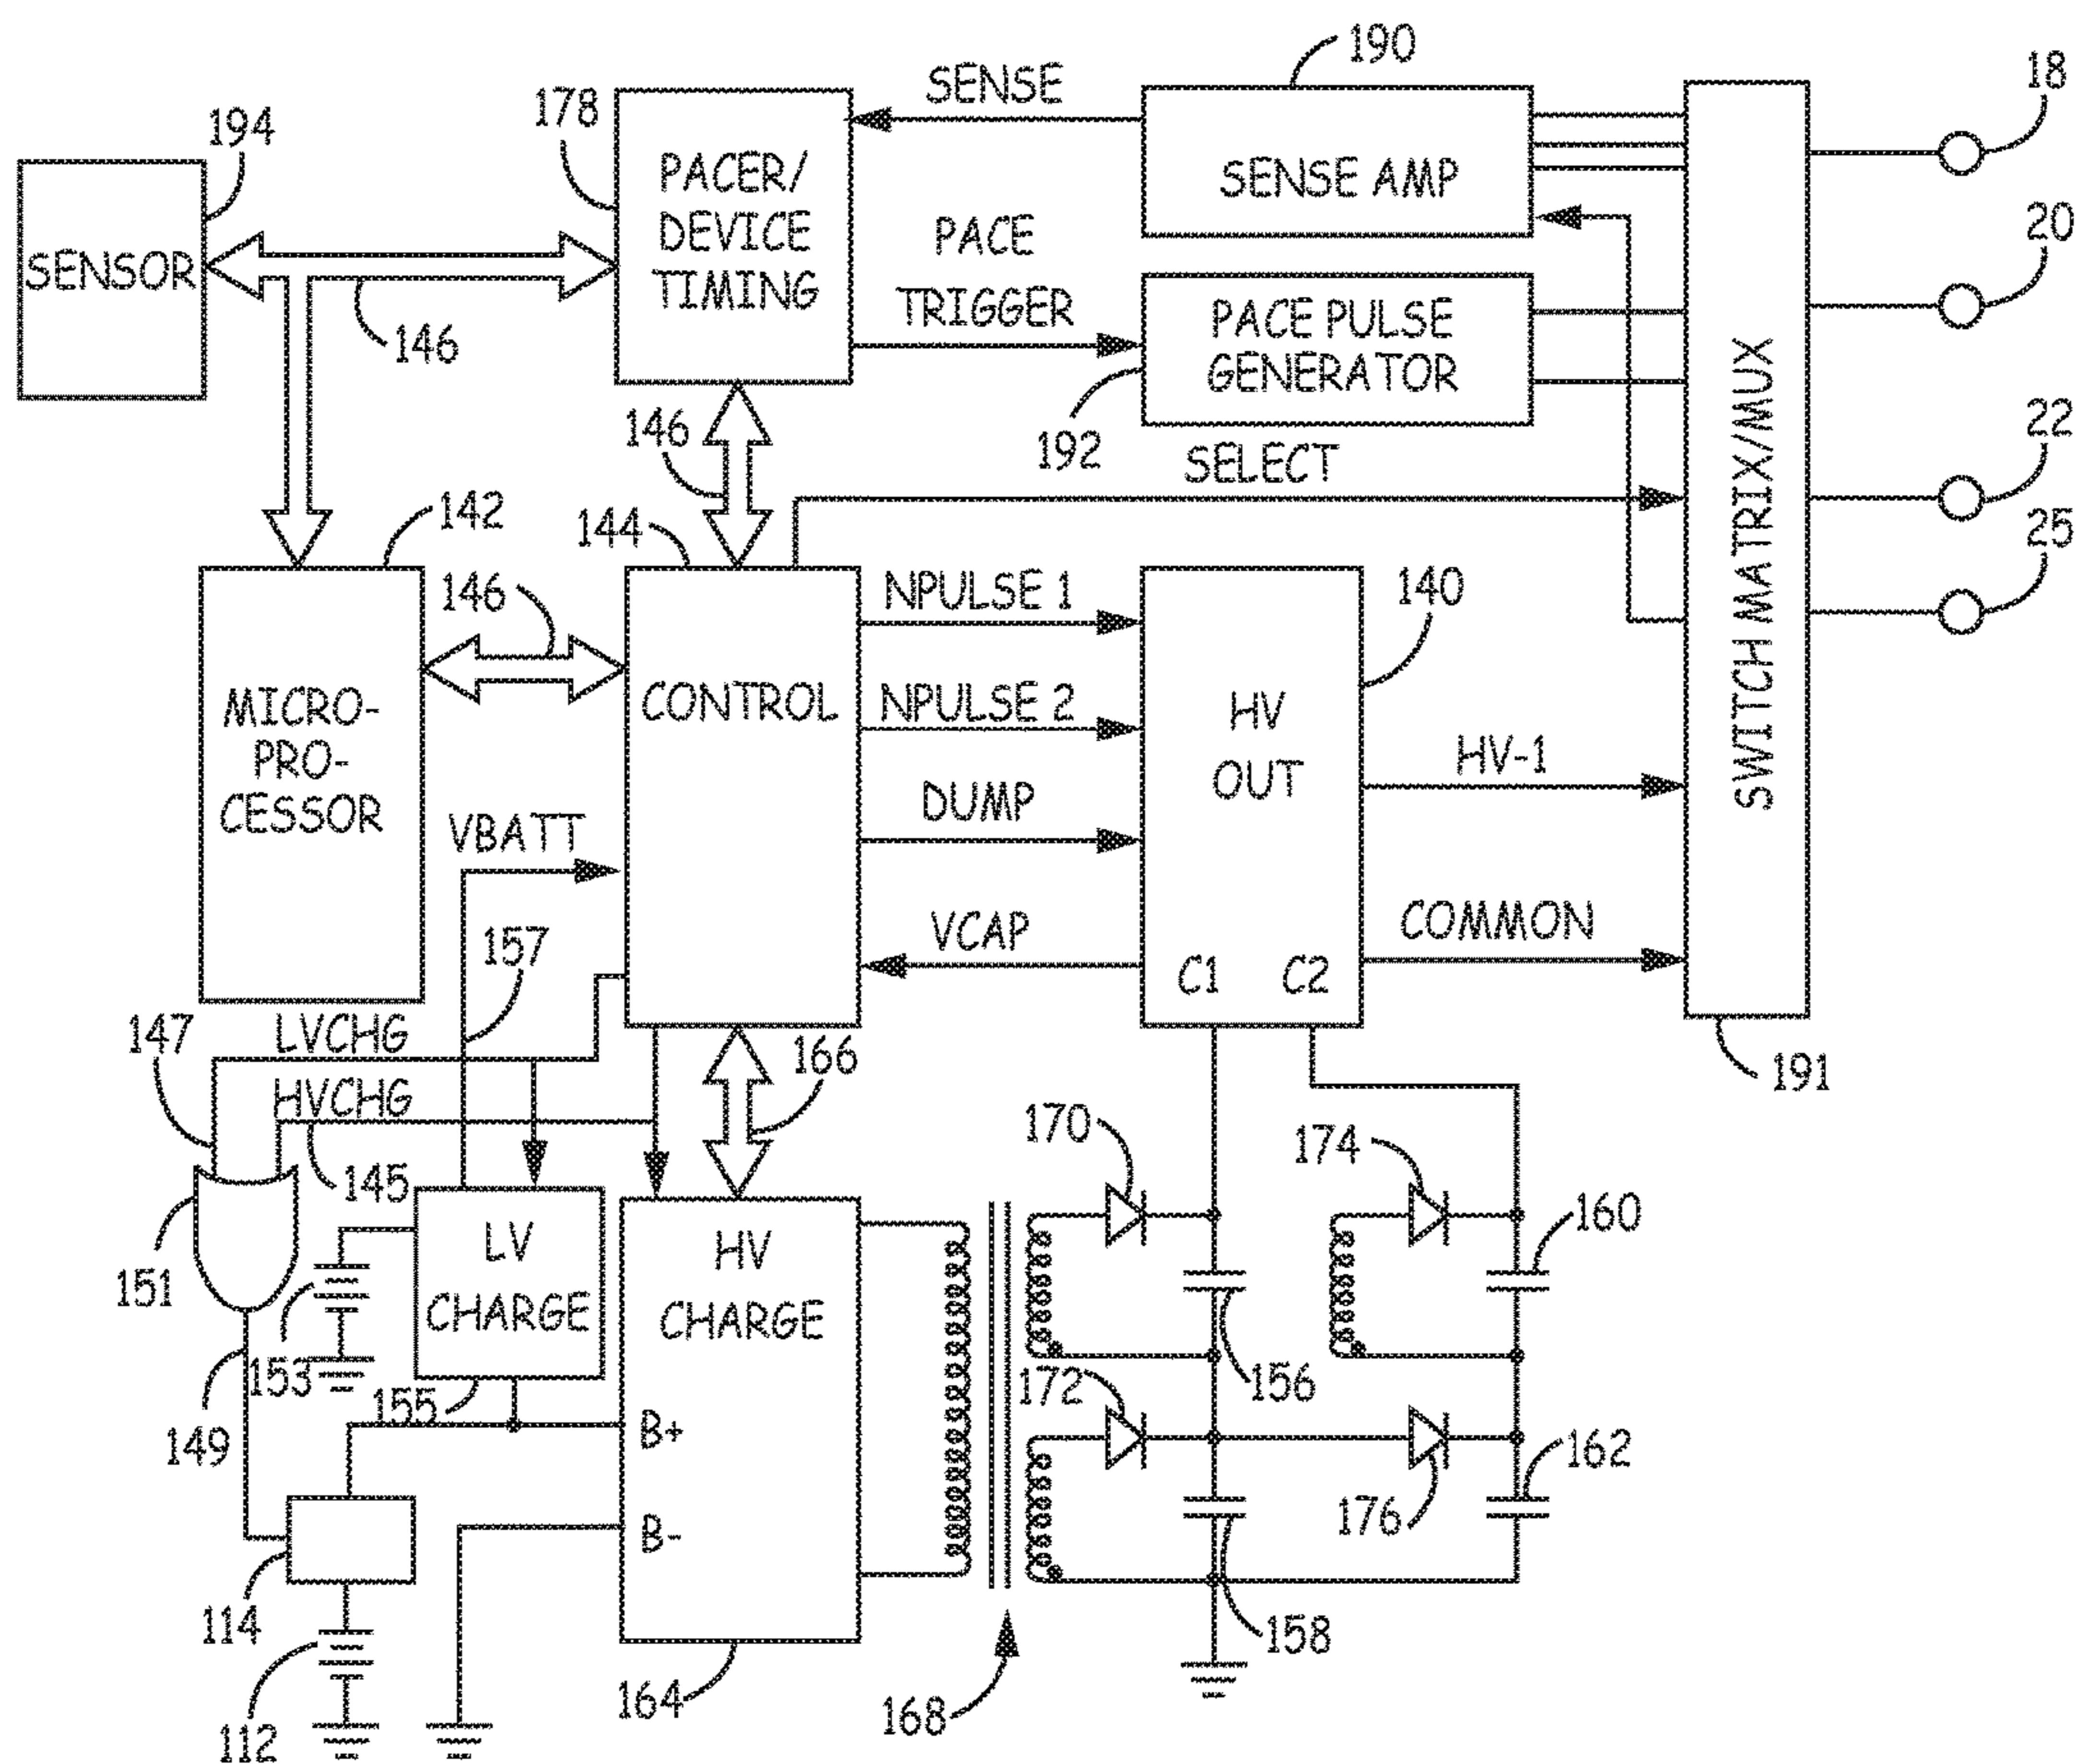 190
18
SENSE
178
194
PACER/
DEVICE
TIMING
SENSE AMP
PACE
TRIGGER
20
SENSOR
146
PACE PULSE
GENERATOR
192
146
SELECT
22
25
SWITCH MATRIX/MUX
142
144
146
NPULSE 1
140
MICRO-
PRO-
CESSOR
CONTROL
NPULSE 2
HV
OUT
HV-1
DUMP
VBATT
157
VCAP
COMMON
C1
C2
147
LVCHG
166
191
HVCHG
145
170
174
160
151
LV
CHARGE
HV
CHARGE
153
155
149
172
156
B+
162
176
B-
114
158
164
168
112